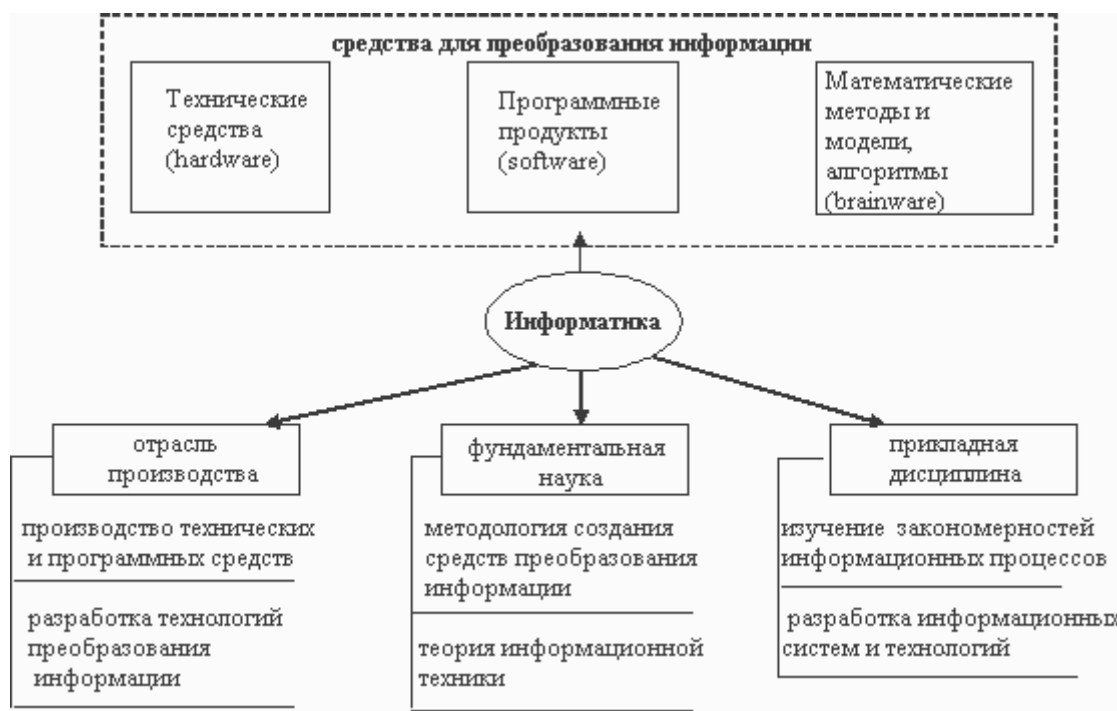 средства для преобразования информации
Технические
средства
(hardware)
Программные
продукты
(software)
Математические
методы и
модели,
алгоритмы
(brainware)
Информатика
отрасль
производства
фундаментальная
наука
прикладная
дисциплина
производство технических
и программных средств
разработка технологий
преобразования
информации
методология создания
средств преобразования
информации
теория информационной
техники
изучение закономерностей
информационных процессов
разработка информационных
систем и технологий